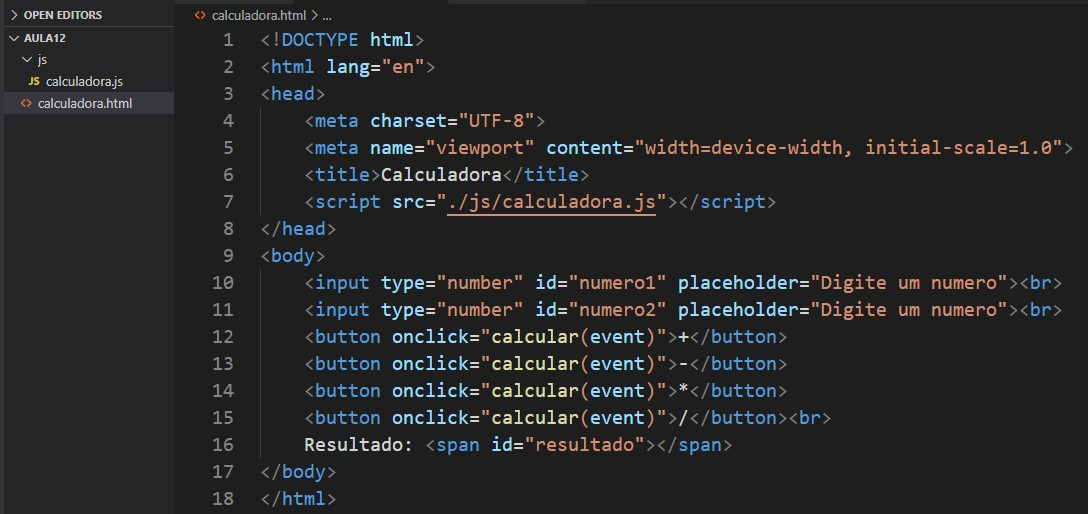 OPEN EDITORS
AULA12
js
JS calculadora.js
<> calculadora.html
<> calculadora.html > ...
1 <!DOCTYPE html>
2 <html lang="en">
3 <head>
4     <meta charset="UTF-8">
5     <meta name="viewport" content="width=device-width, initial-scale=1.0">
6     <title>Calculadora</title>
7     <script src="./js/calculadora.js"></script>
8 </head>
9 <body>
10     <input type="number" id="numero1" placeholder="Digite um numero"><br>
11     <input type="number" id="numero2" placeholder="Digite um numero"><br>
12     <button onclick="calcular(event)">+</button>
13     <button onclick="calcular(event)">-</button>
14     <button onclick="calcular(event)">*</button>
15     <button onclick="calcular(event)">/</button><br>
16     Resultado: <span id="resultado"></span>
17 </body>
18 </html>